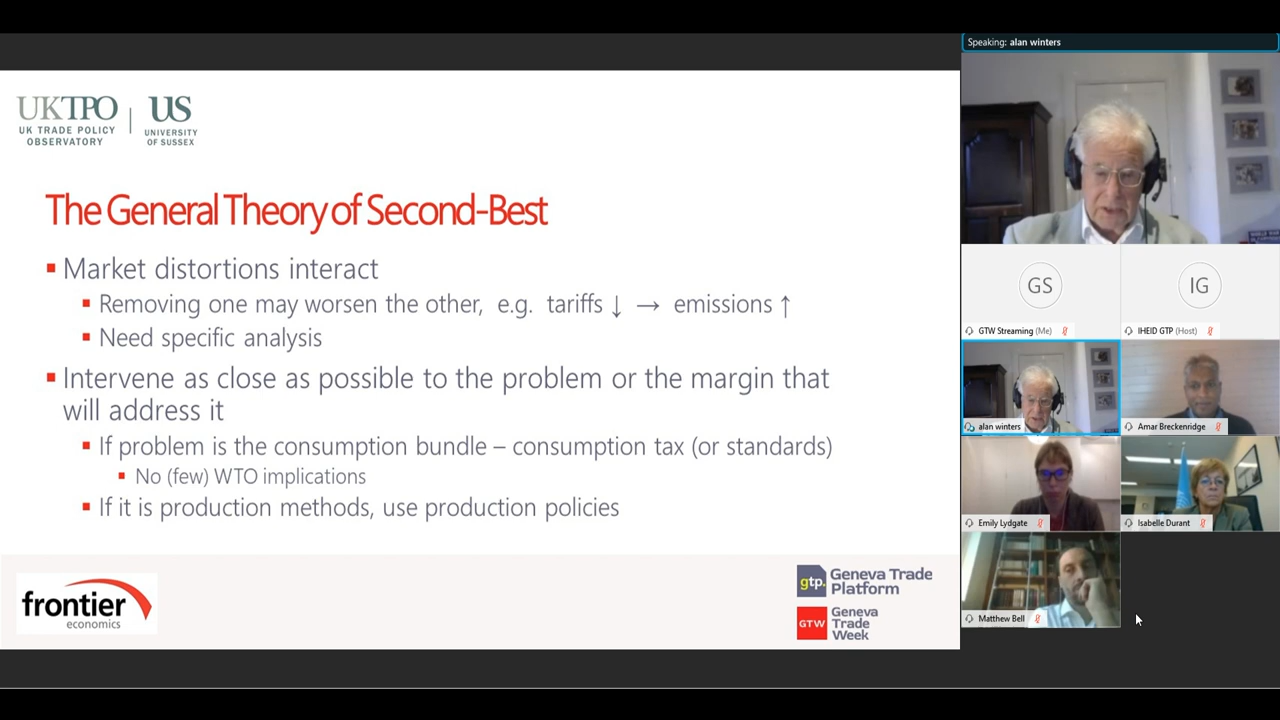 Speaking: alan winters
UKTPO
UK TRADE POLICY
OBSERVATORY
US
UNIVERSITY
OF SUSSEX
The General Theory of Second-Best
▪ Market distortions interact
▪ Removing one may worsen the other, e.g. tariffs ↓ → emissions ↑
▪ Need specific analysis
▪ Intervene as close as possible to the problem or the margin that
will address it
▪ If problem is the consumption bundle – consumption tax (or standards)
▪ No (few) WTO implications
▪ If it is production methods, use production policies
frontier
economics
gtp.
Geneva Trade
Platform
GTW
Geneva
Trade
Week
GS
GTW Streaming (Me)
IG
IHEID GTP (Host)
alan winters
Amar Breckenridge
Emily Lydgate
Isabelle Durant
Matthew Bell